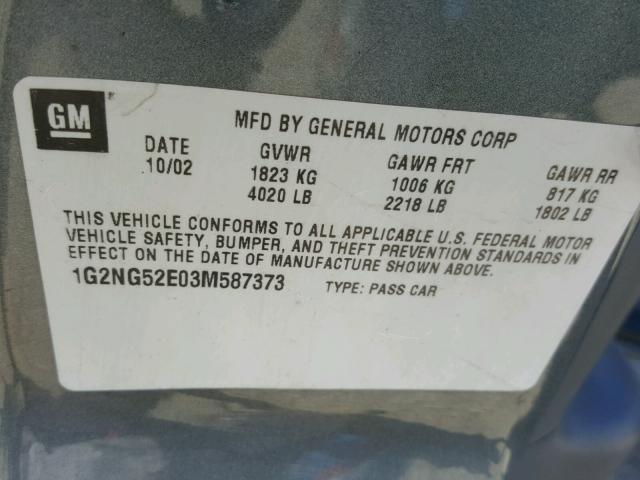 GM
MFD BY GENERAL MOTORS CORP
DATE GVWR GAWR FRT GAWR RR
10/02 1823 KG 1006 KG 817 KG
4020 LB 2218 LB 1802 LB
THIS VEHICLE CONFORMS TO ALL APPLICABLE U.S. FEDERAL MOTOR
VEHICLE SAFETY, BUMPER, AND THEFT PREVENTION STANDARDS IN
EFFECT ON THE DATE OF MANUFACTURE SHOWN ABOVE.
1G2NG52E03M587373 TYPE: PASS CAR